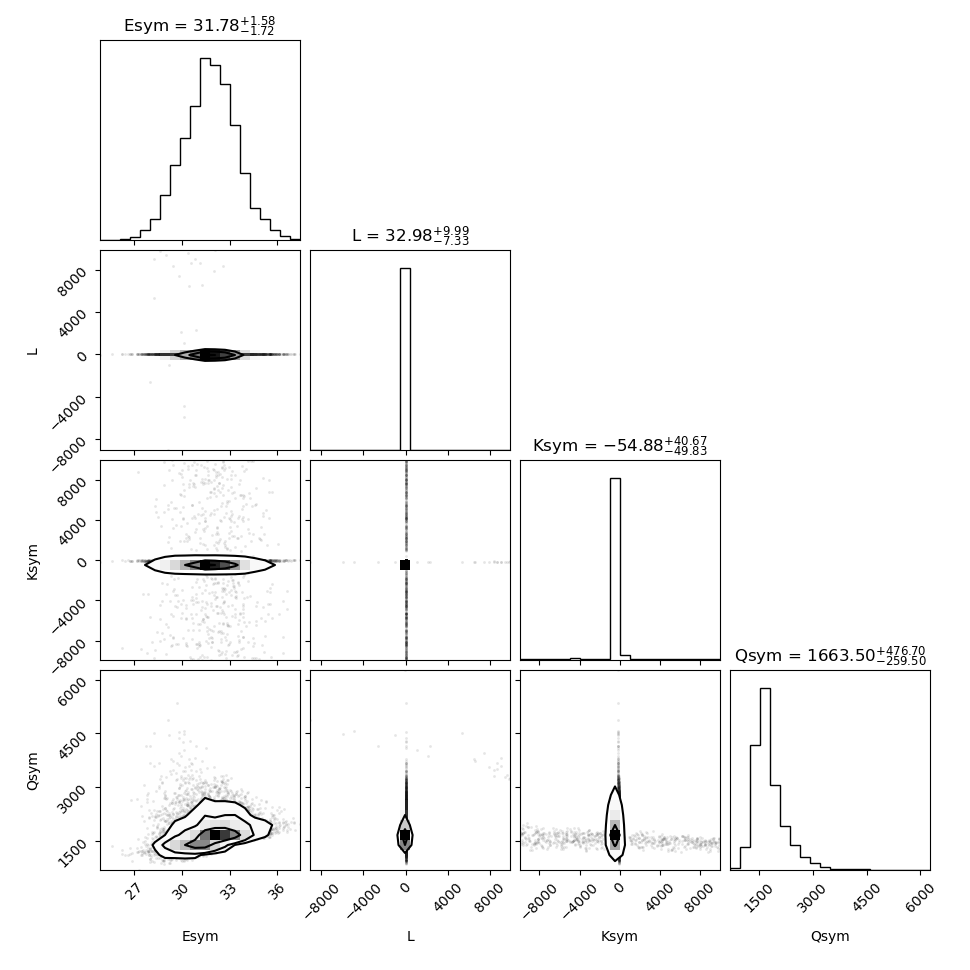 Esym = 31.78 +1.58 −1.72
L = 32.98 +9.99 −7.33
8000
4000
0
−4000
−8000
L
Ksym = −54.88 +40.67 −49.83
8000
4000
0
−4000
−8000
Ksym
Qsym = 1663.50 +476.70 −259.50
6000
4500
3000
1500
Qsym
27 30 33 36
−8000 −4000 0 4000 8000
−8000 −4000 0 4000 8000
1500 3000 4500 6000
Esym L Ksym Qsym